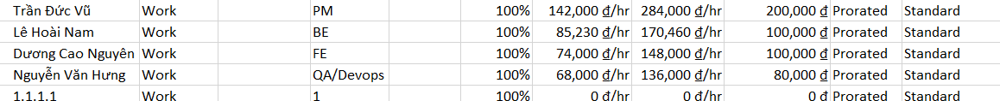 Trần Đức Vũ Work PM 100% 142,000 ₫/hr 284,000 ₫/hr 200,000 ₫ Prorated Standard
Lê Hoài Nam Work BE 100% 85,230 ₫/hr 170,460 ₫/hr 100,000 ₫ Prorated Standard
Dương Cao Nguyên Work FE 100% 74,000 ₫/hr 148,000 ₫/hr 100,000 ₫ Prorated Standard
Nguyễn Văn Hưng Work QA/Devops 100% 68,000 ₫/hr 136,000 ₫/hr 80,000 ₫ Prorated Standard
1.1.1.1 Work 1 100% 0 ₫/hr 0 ₫/hr 0 ₫ Prorated Standard